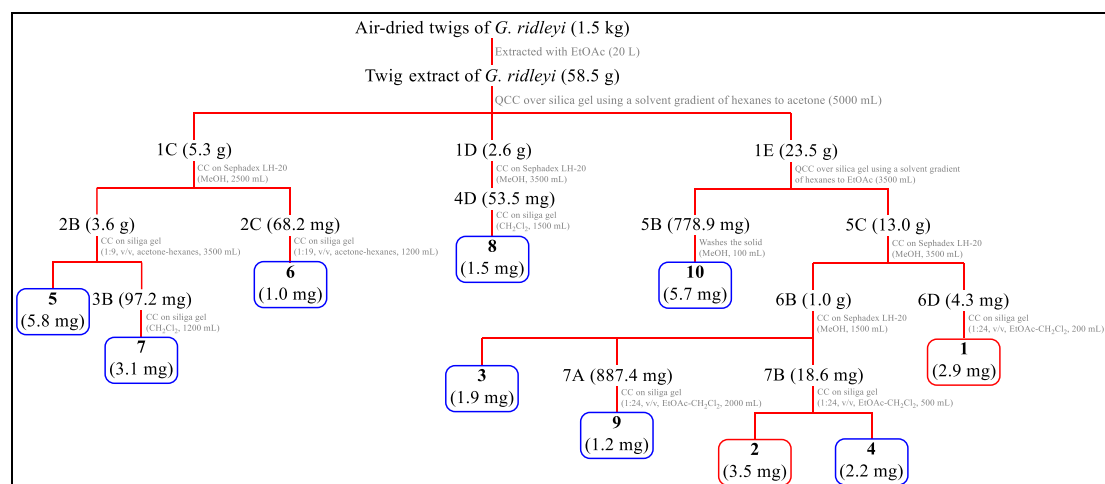 Air-dried twigs of G. ridleyi (1.5 kg)
Extracted with EtOAc (20 L)
Twig extract of G. ridleyi (58.5 g)
QCC over silica gel using a solvent gradient of hexanes to acetone (5000 mL)
1C (5.3 g)
CC on Sephadex LH-20
(MeOH, 2500 mL)
1D (2.6 g)
CC on Sephadex LH-20
(MeOH, 3500 mL)
1E (23.5 g)
QCC over silica gel using a solvent gradient
of hexanes to EtOAc (3500 mL)
2B (3.6 g)
CC on siliga gel
(1:9, v/v, acetone-hexanes, 3500 mL)
2C (68.2 mg)
CC on siliga gel
(1:19, v/v, acetone-hexanes, 1200 mL)
4D (53.5 mg)
CC on siliga gel
(CH₂Cl₂, 1500 mL)
5B (778.9 mg)
Washes the solid
(MeOH, 100 mL)
5C (13.0 g)
CC on Sephadex LH-20
(MeOH, 3500 mL)
8
(1.5 mg)
6
(1.0 mg)
10
(5.7 mg)
5
(5.8 mg)
3B (97.2 mg)
CC on siliga gel
(CH₂Cl₂, 1200 mL)
7
(3.1 mg)
6B (1.0 g)
CC on Sephadex LH-20
(MeOH, 1500 mL)
6D (4.3 mg)
CC on siliga gel
(1:24, v/v, EtOAc-CH₂Cl₂, 200 mL)
1
(2.9 mg)
3
(1.9 mg)
7A (887.4 mg)
CC on siliga gel
(1:24, v/v, EtOAc-CH₂Cl₂, 2000 mL)
7B (18.6 mg)
CC on siliga gel
(1:24, v/v, EtOAc-CH₂Cl₂, 500 mL)
9
(1.2 mg)
2
(3.5 mg)
4
(2.2 mg)